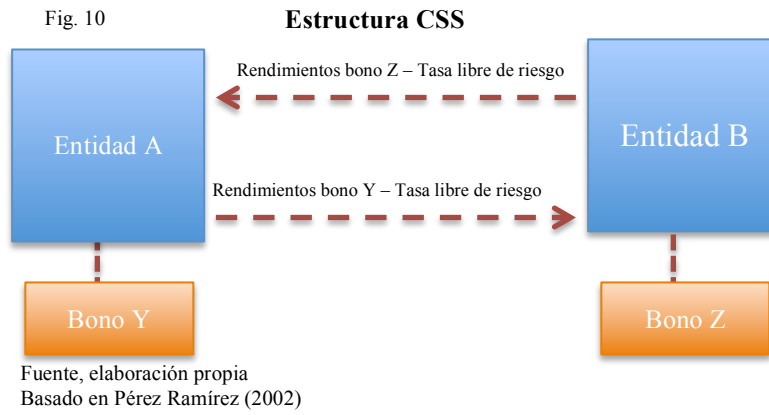 Fig. 10
Estructura CSS
Rendimientos bono Z – Tasa libre de riesgo
Entidad A
Entidad B
Rendimientos bono Y – Tasa libre de riesgo
Bono Y
Bono Z
Fuente, elaboración propia
Basado en Pérez Ramírez (2002)